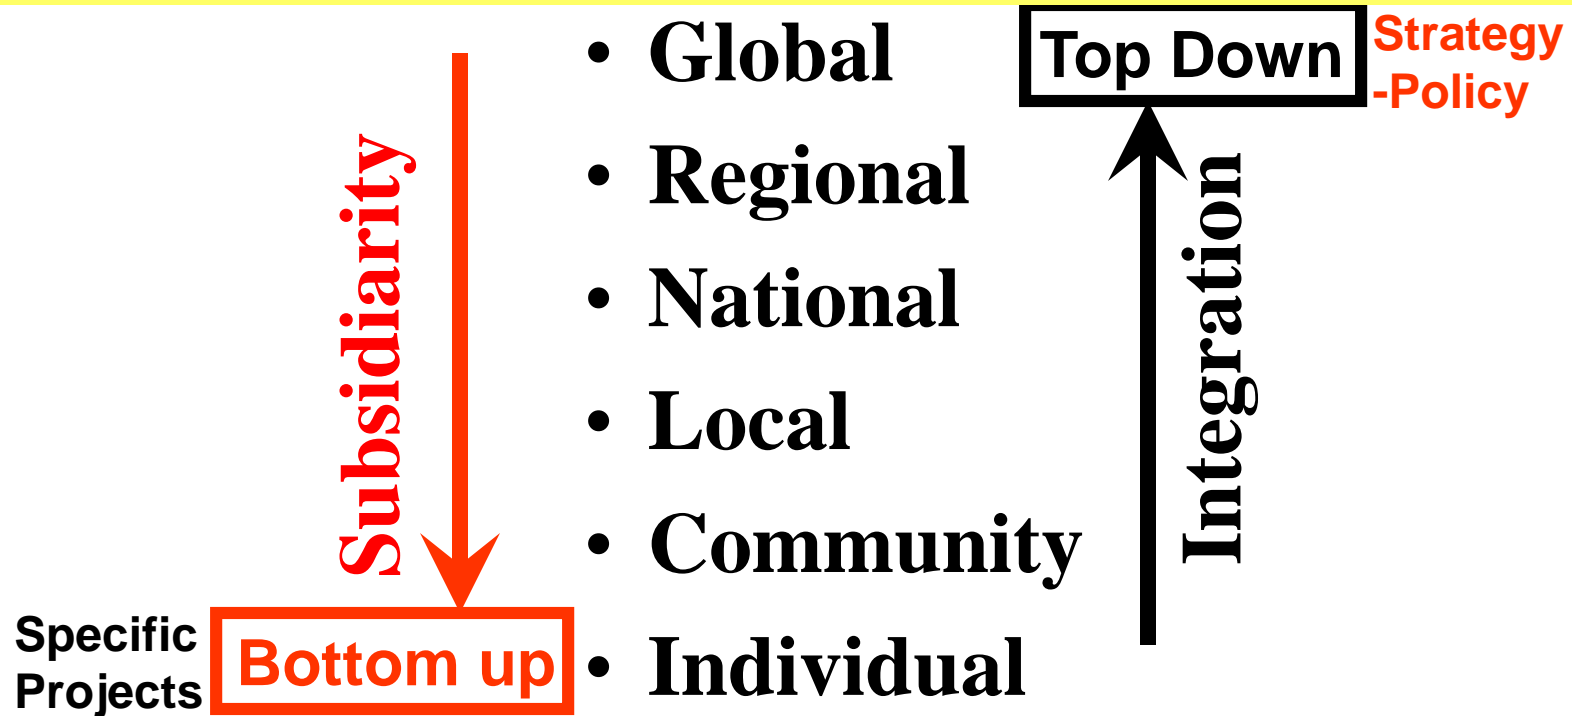 • Global
Top Down
Strategy
-Policy
• Regional
• National
• Local
• Community
• Individual
Subsidiarity
Integration
Specific
Projects
Bottom up